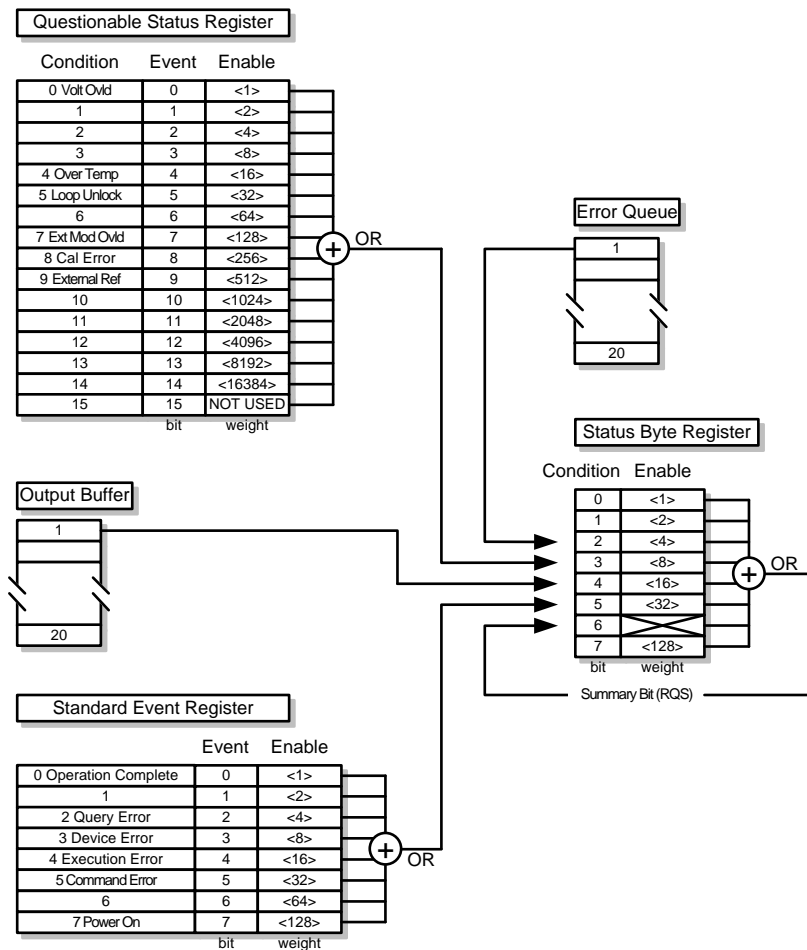 Questionable Status Register
Condition Event Enable
0 Volt Ovld 0 <1>
1 1 <2>
2 2 <4>
3 3 <8>
4 Over Temp 4 <16>
5 Loop Unlock 5 <32>
6 6 <64>
7 Ext Mod Ovld 7 <128>
8 Cal Error 8 <256>
9 External Ref 9 <512>
10 10 <1024>
11 11 <2048>
12 12 <4096>
13 13 <8192>
14 14 <16384>
15 15 NOT USED
bit weight
+ OR
Error Queue
1
20
Output Buffer
1
20
Status Byte Register
Condition Enable
0 <1>
1 <2>
2 <4>
3 <8>
4 <16>
5 <32>
6
7 <128>
bit weight
+ OR
Summary Bit (RQS)
Standard Event Register
Event Enable
0 Operation Complete 0 <1>
1 1 <2>
2 Query Error 2 <4>
3 Device Error 3 <8>
4 Execution Error 4 <16>
5 Command Error 5 <32>
6 6 <64>
7 Power On 7 <128>
bit weight
+ OR